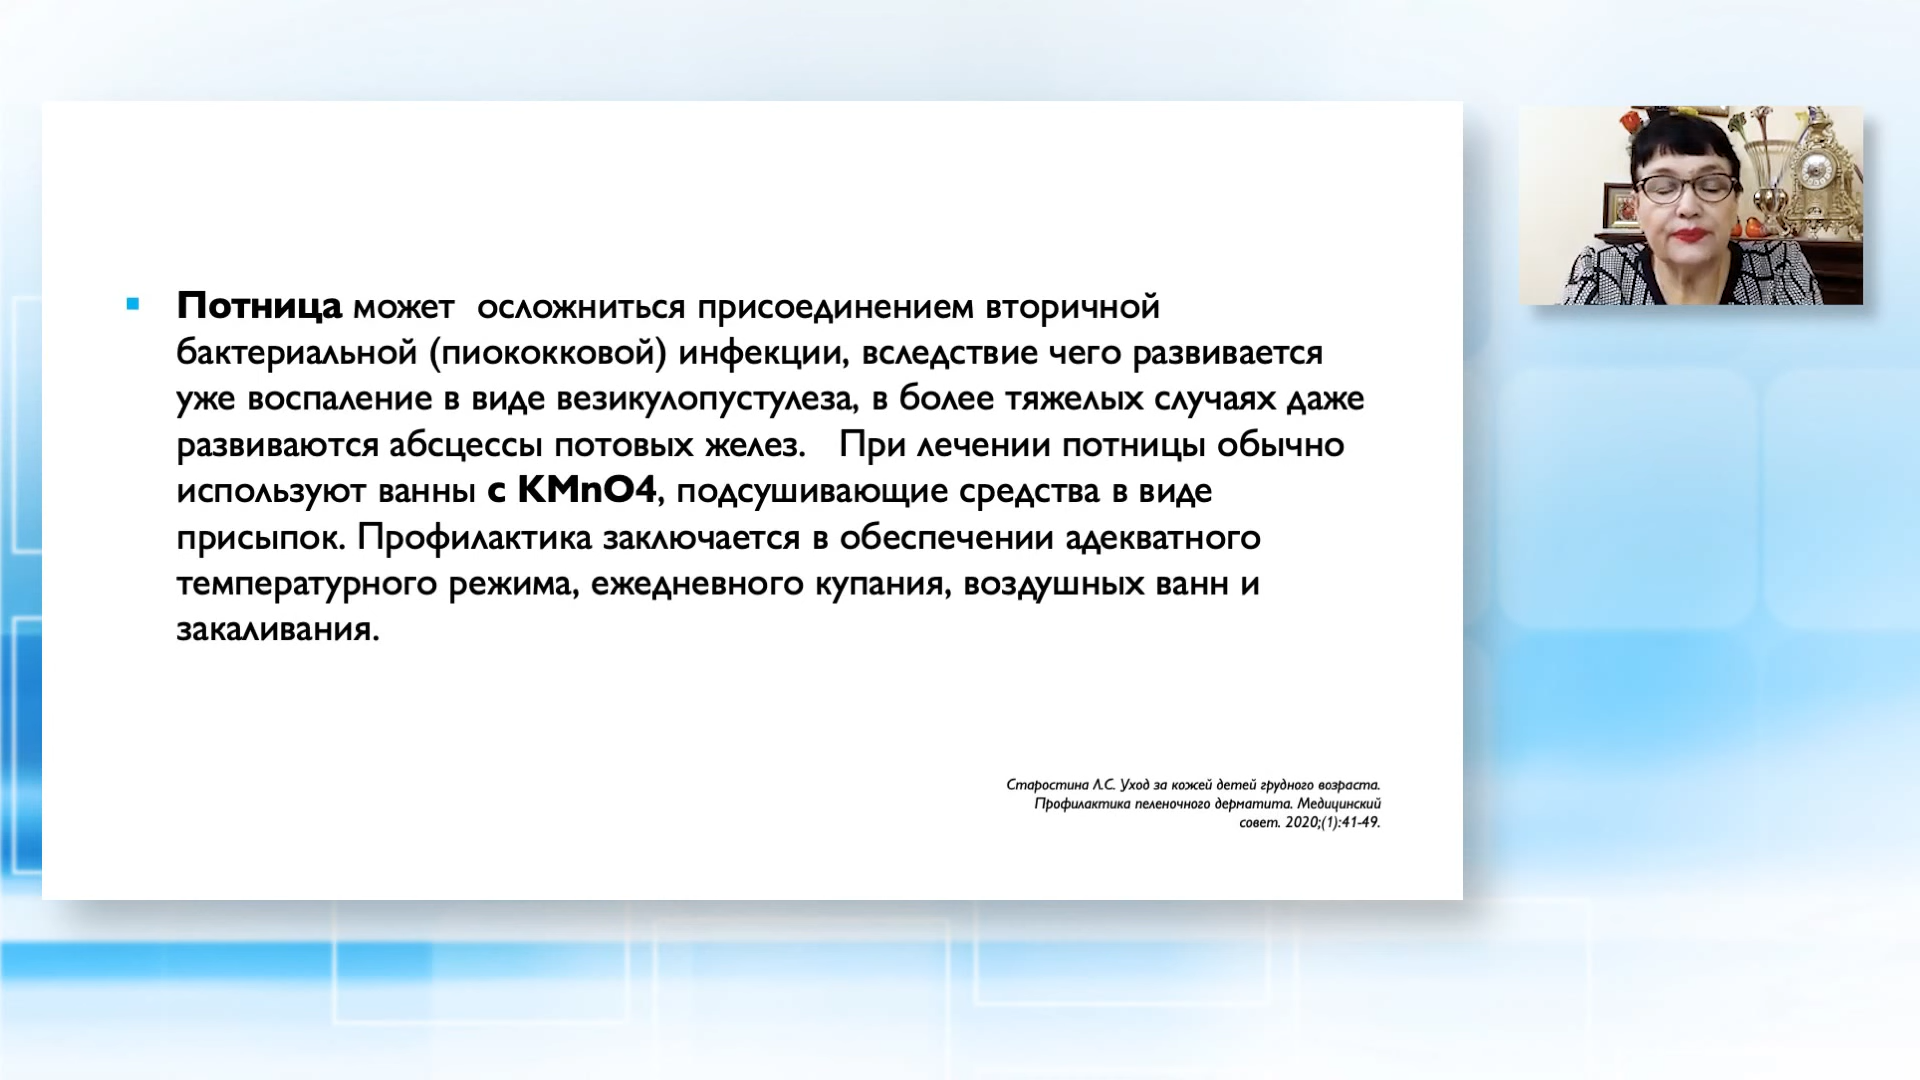 Потница может осложниться присоединением вторичной
бактериальной (пиококковой) инфекции, вследствие чего развивается
уже воспаление в виде везикулопустулеза, в более тяжелых случаях даже
развиваются абсцессы потовых желез. При лечении потницы обычно
используют ванны с KMnO4, подсушивающие средства в виде
присыпок. Профилактика заключается в обеспечении адекватного
температурного режима, ежедневного купания, воздушных ванн и
закаливания.
Старостина Л.С. Уход за кожей детей грудного возраста.
Профилактика пеленочного дерматита. Медицинский
совет. 2020;(1):41-49.